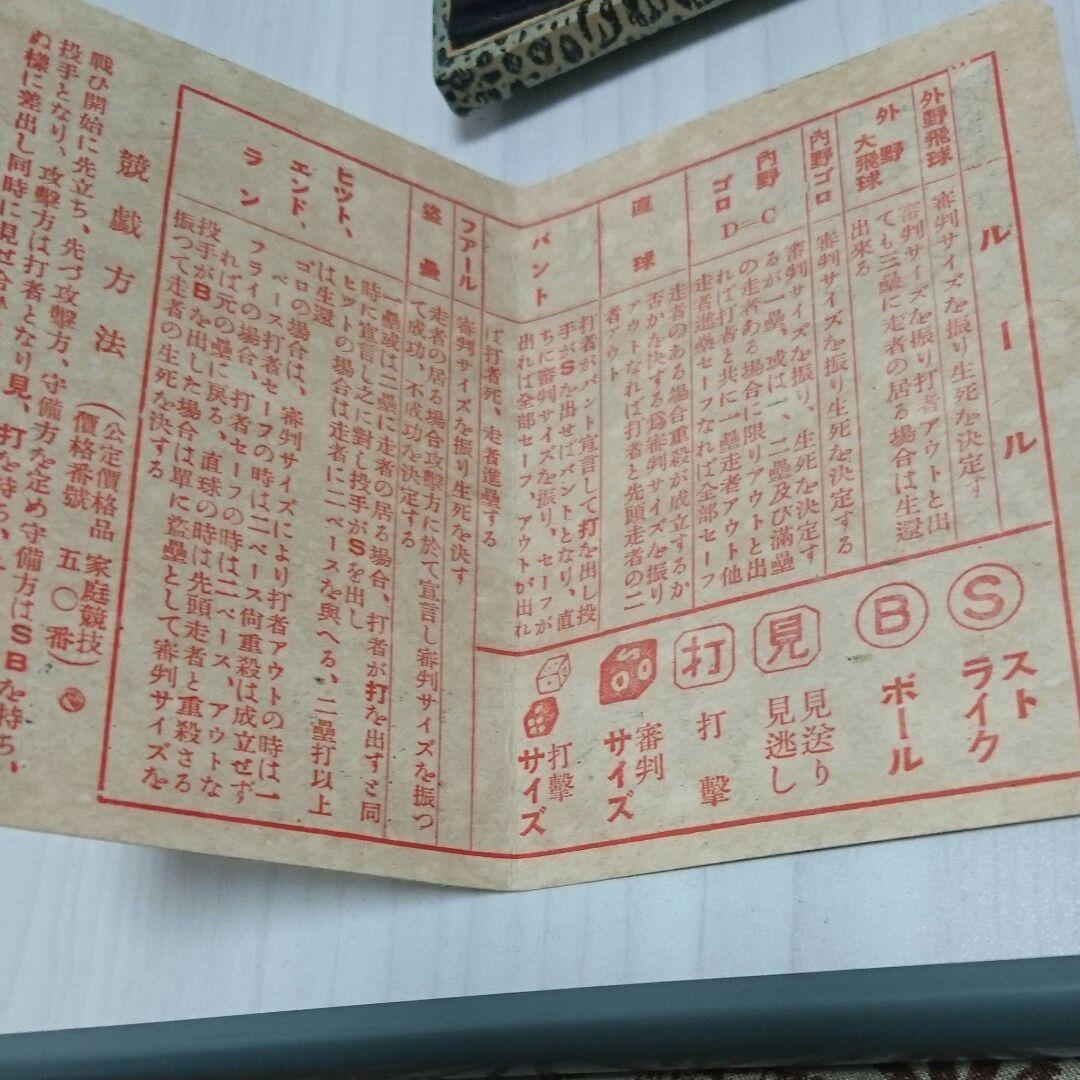 ルール
外野飛球
審判サイズを振り生死を決定す
外野大飛球
審判サイズを振り打者アウトと出
ても三壘に走者の居る場合は生還
出來る
內野ゴロ
審判サイズを振り生死を決定する
內野ゴロ D=C
審判サイズを振り、生死を決定す
るが一壘、或は一、二壘及び滿壘
の走者ある場合に限りアウトと出
れば打者と共に一壘走者アウト他
走者進壘セーフなれば全部セーフ
直球
走者のある場合重殺が成立するか
否かを決する爲審判サイズを振り
アウトなれば打者と先頭走者の二
者アウト
バント
打者がバント宣言して打を出し投
手がSを出せばバントとなり、直
ちに審判サイズを振り、セーフが
出れば全部セーフ、アウトが出れ
ば打者死、走者進壘する
ファール
審判サイズを振り生死を決す
盜壘
走者の居る場合攻擊方に於て宣言し審判サイズを振つ
て成功、不成功を決定する
ヒット、エンド、ラン
一壘或は二壘に走者の居る場合、打者が打を出すと同
時に宣言し之に對し投手がSを出し
ヒットの場合は走者に二ベースを與へる、二壘打以上
は生還
ゴロの場合は、審判サイズにより打者アウトの時は一
ベース打者セーフの時は二ベース尙重殺は成立せず
フライの場合、打者セーフの時は二ベース、アウトな
れば元の壘に戾る、直球の時は先頭走者と重殺さる
投手がBを出した場合は單に盜壘として審判サイズを
振つて走者の生死を決する
S ストライク
B ボール
見 見送り見逃し
打 打擊
審判サイズ
打擊サイズ
競戲方法
(公定價格品 家庭競技)
價格番號 五〇番
戰ひ開始に先立ち、先づ攻擊方、守備方を定め守備方はSBを持ち、
投手となり、攻擊方は打者となり見、打を持ち、
ぬ樣に差出し同時に見せ合